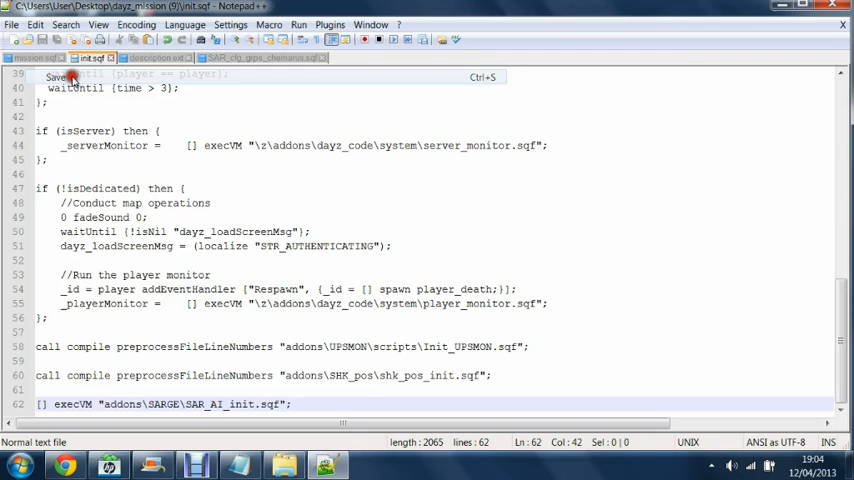 C:\Users\User\Desktop\dayz_mission (9)\init.sqf - Notepad++
File Edit Search View Encoding Language Settings Macro Run Plugins Window ?
mission.sqf init.sqf description.ext SAR_cfg_grps_chernarus.sqf
Save Ctrl+S
39 {player == player};
40 waitUntil {time > 3};
41 };
42
43 if (isServer) then {
44 _serverMonitor = [] execVM "\z\addons\dayz_code\system\server_monitor.sqf";
45 };
46
47 if (!isDedicated) then {
48 //Conduct map operations
49 0 fadeSound 0;
50 waitUntil {!isNil "dayz_loadScreenMsg"};
51 dayz_loadScreenMsg = (localize "STR_AUTHENTICATING");
52
53 //Run the player monitor
54 _id = player addEventHandler ["Respawn", {_id = [] spawn player_death;}];
55 _playerMonitor = [] execVM "\z\addons\dayz_code\system\player_monitor.sqf";
56 };
57
58 call compile preprocessFileLineNumbers "addons\UPSMON\scripts\Init_UPSMON.sqf";
59
60 call compile preprocessFileLineNumbers "addons\SHK_pos\shk_pos_init.sqf";
61
62 [] execVM "addons\SARGE\SAR_AI_init.sqf";
Normal text file length : 2065 lines : 62 Ln : 62 Col : 42 Sel : 0 | 0 UNIX ANSI as UTF-8 INS
19:04
12/04/2013